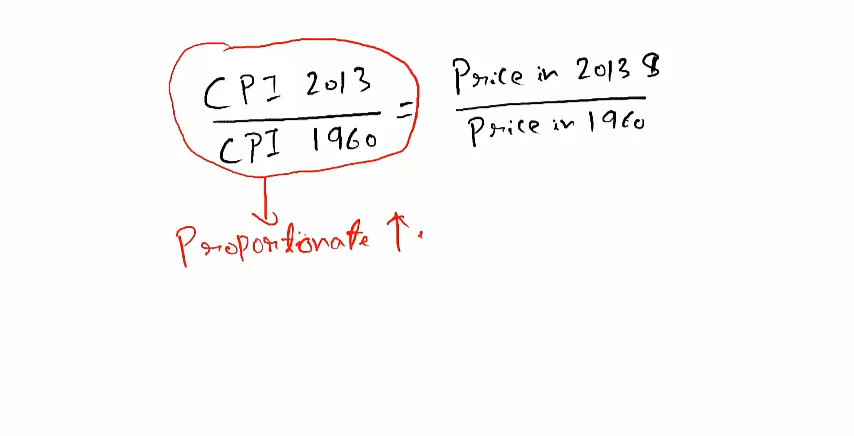 CPI 2013 / CPI 1960 = Price in 2013 $ / Price in 1960
Proportionate ↑.